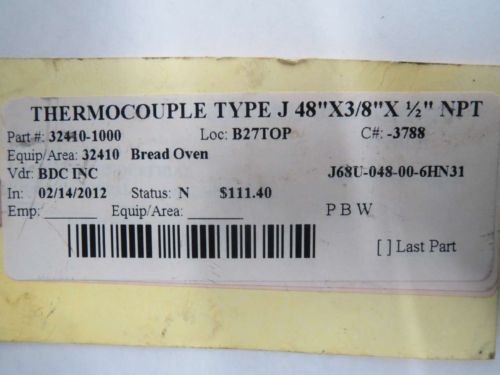 THERMOCOUPLE TYPE J 48"X3/8"X ½" NPT
Part #: 32410-1000 Loc: B27TOP C#: -3788
Equip/Area: 32410 Bread Oven
Vdr: BDC INC J68U-048-00-6HN31
In: 02/14/2012 Status: N $111.40
Emp: _______ Equip/Area: _______ P B W
[ ] Last Part